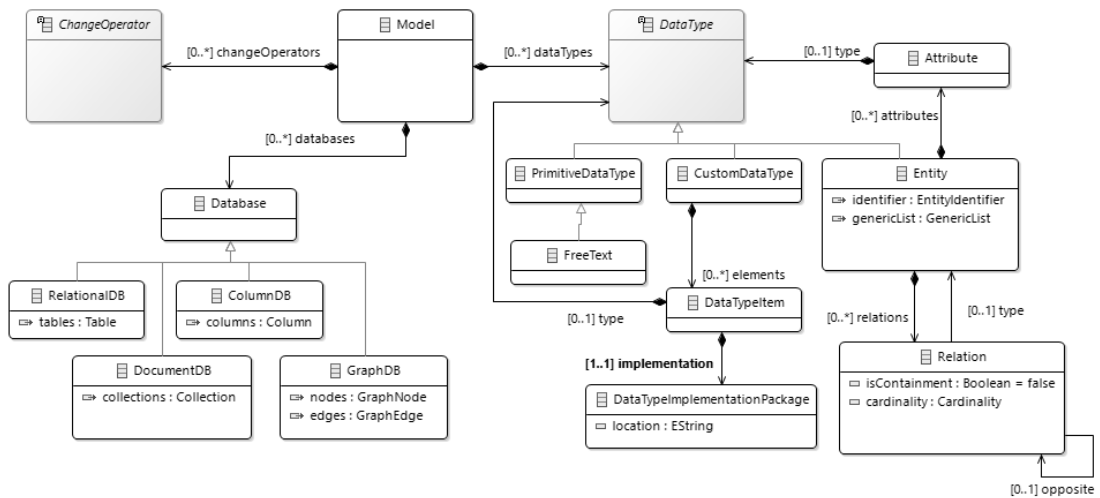 ChangeOperator
Model
DataType
Attribute
[0..*] changeOperators
[0..*] dataTypes
[0..1] type
[0..*] attributes
[0..*] databases
PrimitiveDataType
CustomDataType
Entity
identifier : EntityIdentifier
genericList : GenericList
Database
FreeText
[0..*] elements
RelationalDB
tables : Table
ColumnDB
columns : Column
DataTypeItem
[0..1] type
[0..*] relations
[0..1] type
DocumentDB
collections : Collection
GraphDB
nodes : GraphNode
edges : GraphEdge
[1..1] implementation
Relation
isContainment : Boolean = false
cardinality : Cardinality
DataTypeImplementationPackage
location : EString
[0..1] opposite